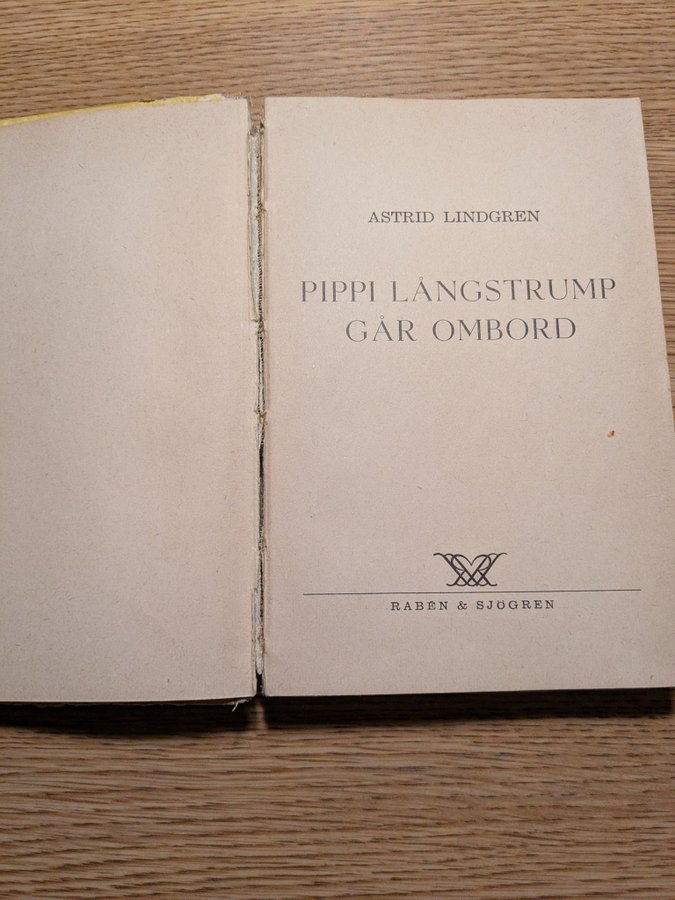 ASTRID LINDGREN
PIPPI LÅNGSTRUMP
GÅR OMBORD
RABÉN & SJÖGREN